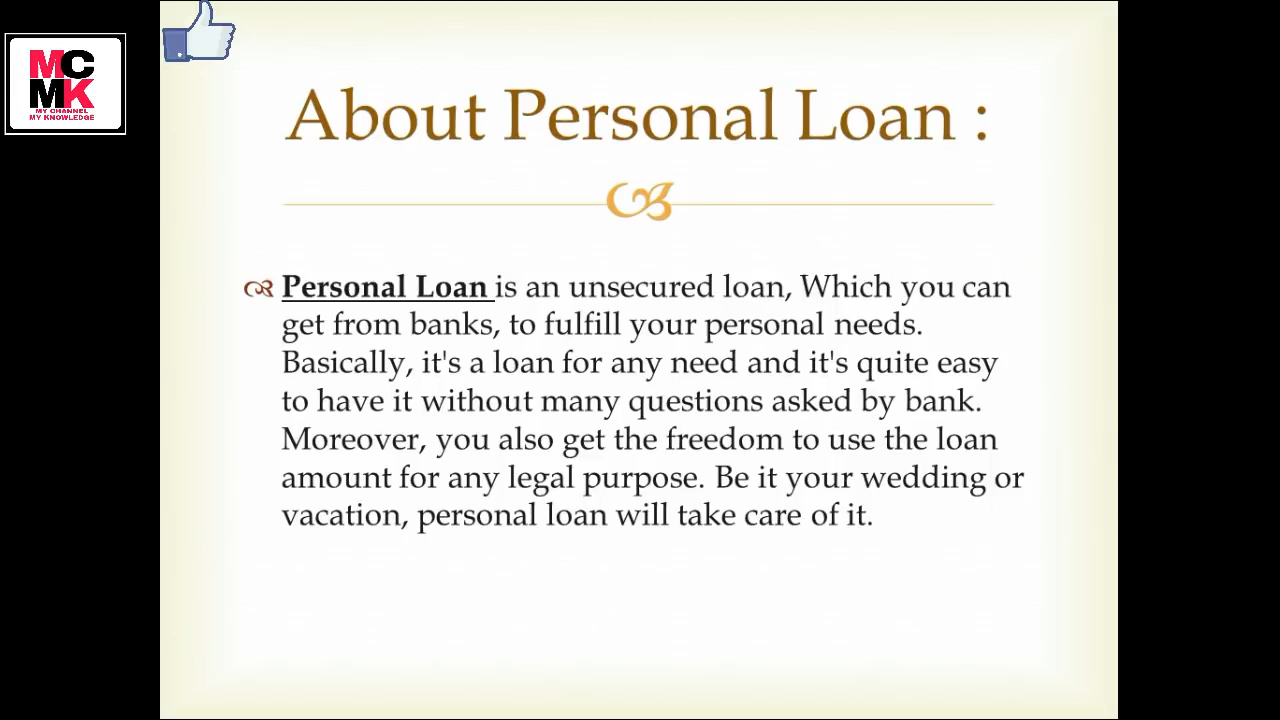 MC
MK
MY CHANNEL
MY KNOWLEDGE
About Personal Loan :
Personal Loan is an unsecured loan, Which you can
get from banks, to fulfill your personal needs.
Basically, it's a loan for any need and it's quite easy
to have it without many questions asked by bank.
Moreover, you also get the freedom to use the loan
amount for any legal purpose. Be it your wedding or
vacation, personal loan will take care of it.